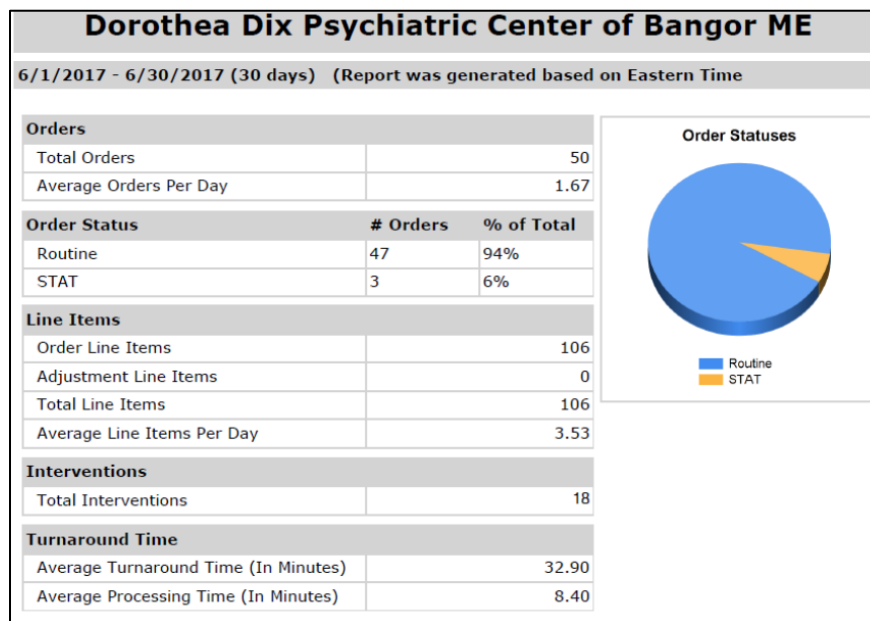 Dorothea Dix Psychiatric Center of Bangor ME
6/1/2017 - 6/30/2017 (30 days) (Report was generated based on Eastern Time
Orders
Total Orders 50
Average Orders Per Day 1.67
Order Status # Orders % of Total
Routine 47 94%
STAT 3 6%
Line Items
Order Line Items 106
Adjustment Line Items 0
Total Line Items 106
Average Line Items Per Day 3.53
Interventions
Total Interventions 18
Turnaround Time
Average Turnaround Time (In Minutes) 32.90
Average Processing Time (In Minutes) 8.40
Order Statuses
Routine
STAT